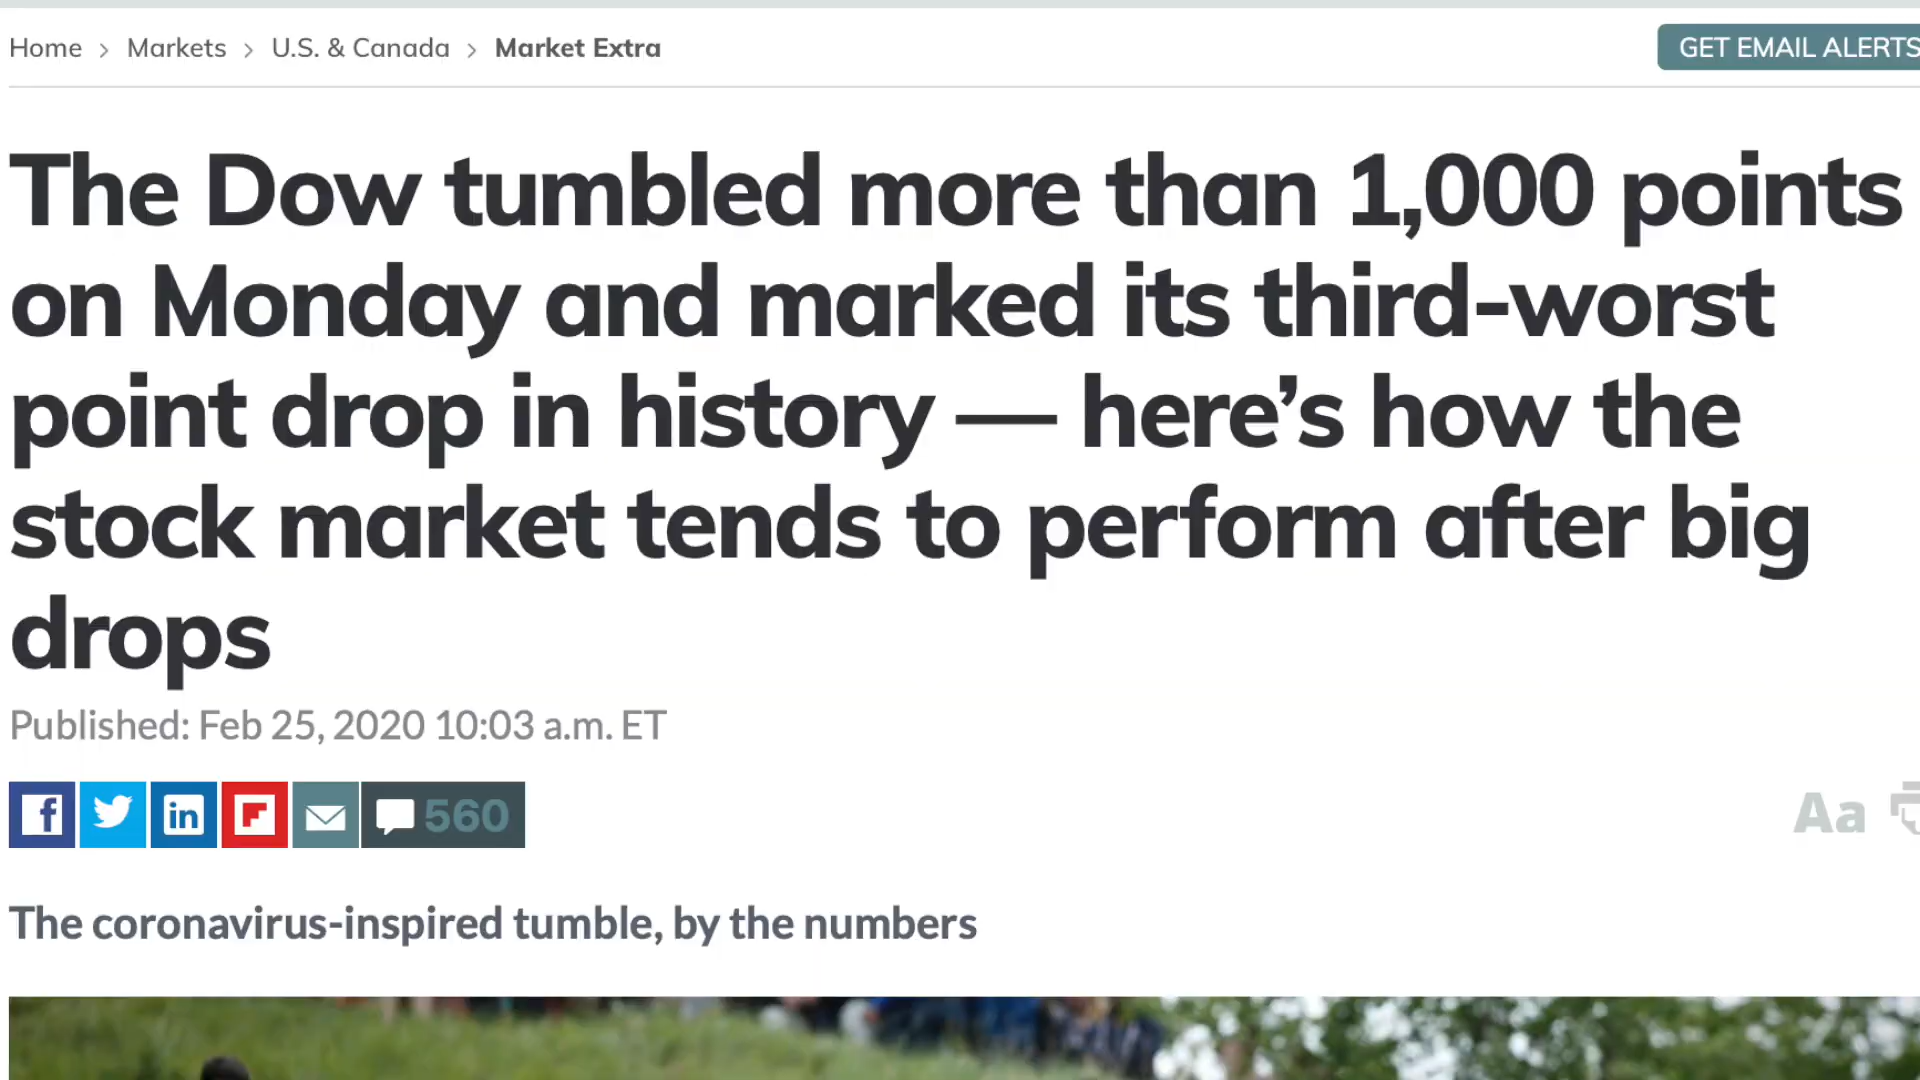 Home > Markets > U.S. & Canada > Market Extra
GET EMAIL ALERTS
The Dow tumbled more than 1,000 points
on Monday and marked its third-worst
point drop in history — here’s how the
stock market tends to perform after big
drops
Published: Feb 25, 2020 10:03 a.m. ET
560
Aa
The coronavirus-inspired tumble, by the numbers